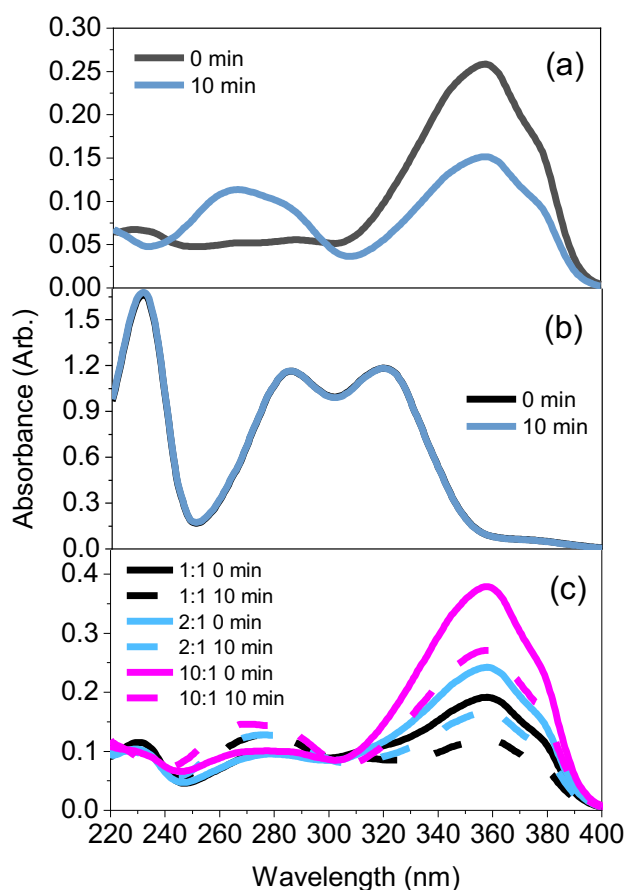 0.30
0.25
0.20
0.15
0.10
0.05
0.00
0 min
10 min
(a)
1.5
1.2
0.9
0.6
0.3
0.0
(b)
0 min
10 min
Absorbance (Arb.)
0.4
0.3
0.2
0.1
0.0
1:1 0 min
1:1 10 min
2:1 0 min
2:1 10 min
10:1 0 min
10:1 10 min
(c)
220 240 260 280 300 320 340 360 380 400
Wavelength (nm)